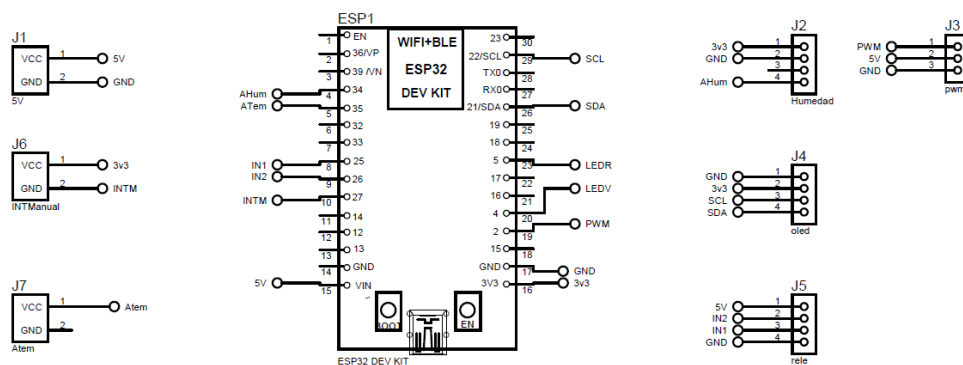 J1
VCC 1 5V
GND 2 GND
5V
J6
VCC 1 3v3
GND 2 INTM
INTManual
J7
VCC 1 Atem
GND 2
Atem
ESP1
WIFI+BLE
ESP32
DEV KIT
1 EN
2 36/VP
3 39 /VN
AHum 4 34
ATem 5 35
6 32
7 33
IN1 8 25
IN2 9 26
INTM 10 27
11 14
12 12
13 13
14 GND
5V 15 VIN
23 30
22/SCL 29 SCL
TX0 28
RX0 27
21/SDA 26 SDA
19 25
18 24
5 23 LEDR
17 22
16 21
4 20 LEDV
2 19 PWM
15 18
GND 17 GND
3V3 16 3v3
BOOT
EN
ESP32 DEV KIT
J2
3v3 1
GND 2
3
AHum 4
Humedad
J3
PWM 1
5V 2
GND 3
pwm
J4
GND 1
3v3 2
SCL 3
SDA 4
oled
J5
5V 1
IN2 2
IN1 3
GND 4
rele